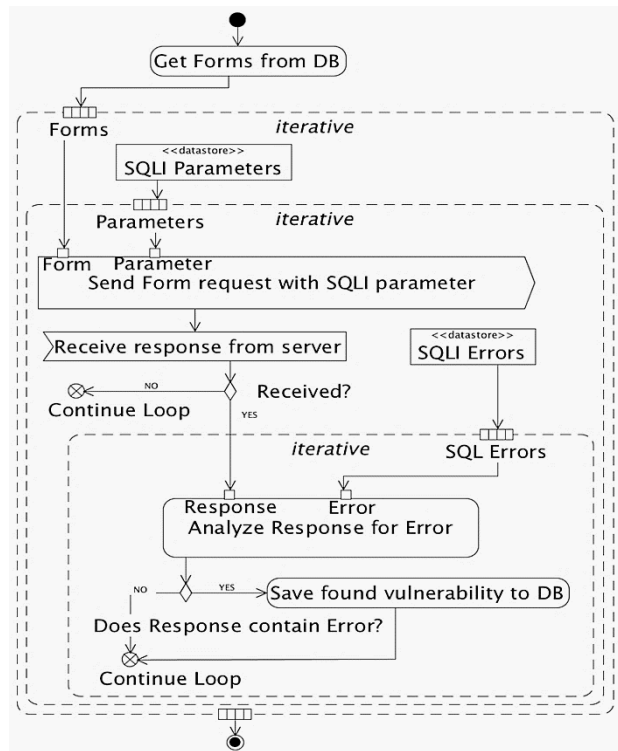 Get Forms from DB
Forms
iterative
<<datastore>>
SQLI Parameters
Parameters
iterative
Form
Parameter
Send Form request with SQLI parameter
Receive response from server
<<datastore>>
SQLI Errors
NO
Received?
Continue Loop
YES
iterative
SQL Errors
Response
Error
Analyze Response for Error
NO
YES
Save found vulnerability to DB
Does Response contain Error?
Continue Loop